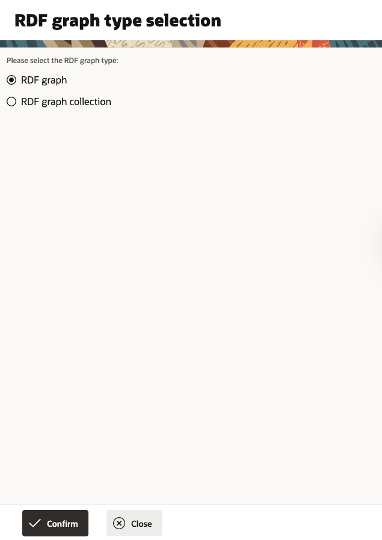 RDF graph type selection
Please select the RDF graph type:
RDF graph
RDF graph collection
Confirm
Close